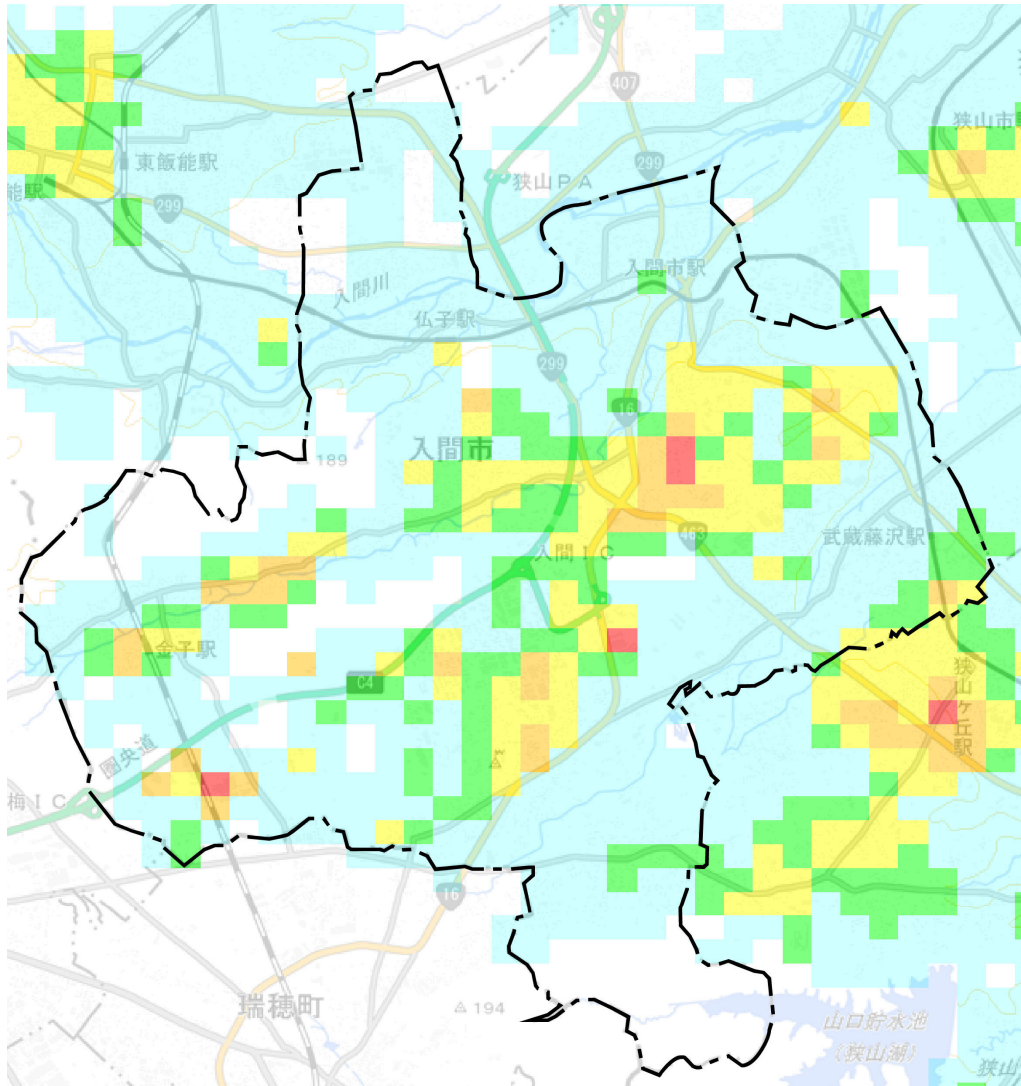 407
狭山市駅
東飯能駅
299
狭山PA
能駅
299
入間市駅
入間川
仏子駅
299
16
入間市
189
463
武蔵藤沢駅
入間IC
金子駅
狭山ヶ丘駅
C4
圏央道
梅IC
16
瑞穂町
194
山口貯水池
(狭山湖)
狭山